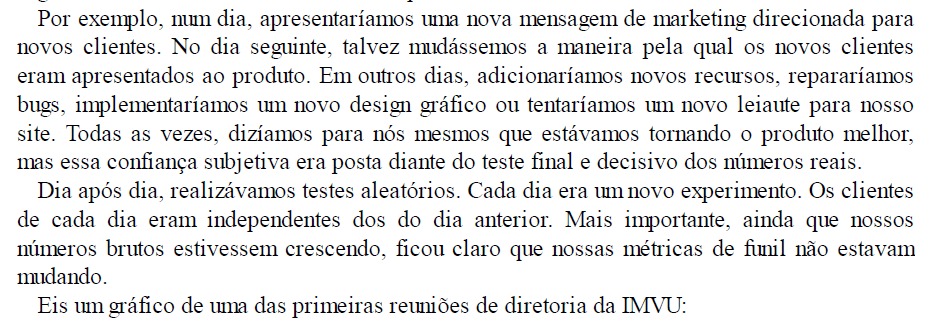 Por exemplo, num dia, apresentaríamos uma nova mensagem de marketing direcionada para
novos clientes. No dia seguinte, talvez mudássemos a maneira pela qual os novos clientes
eram apresentados ao produto. Em outros dias, adicionaríamos novos recursos, repararíamos
bugs, implementaríamos um novo design gráfico ou tentaríamos um novo leiaute para nosso
site. Todas as vezes, dizíamos para nós mesmos que estávamos tornando o produto melhor,
mas essa confiança subjetiva era posta diante do teste final e decisivo dos números reais.
Dia após dia, realizávamos testes aleatórios. Cada dia era um novo experimento. Os clientes
de cada dia eram independentes dos do dia anterior. Mais importante, ainda que nossos
números brutos estivessem crescendo, ficou claro que nossas métricas de funil não estavam
mudando.
Eis um gráfico de uma das primeiras reuniões de diretoria da IMVU: